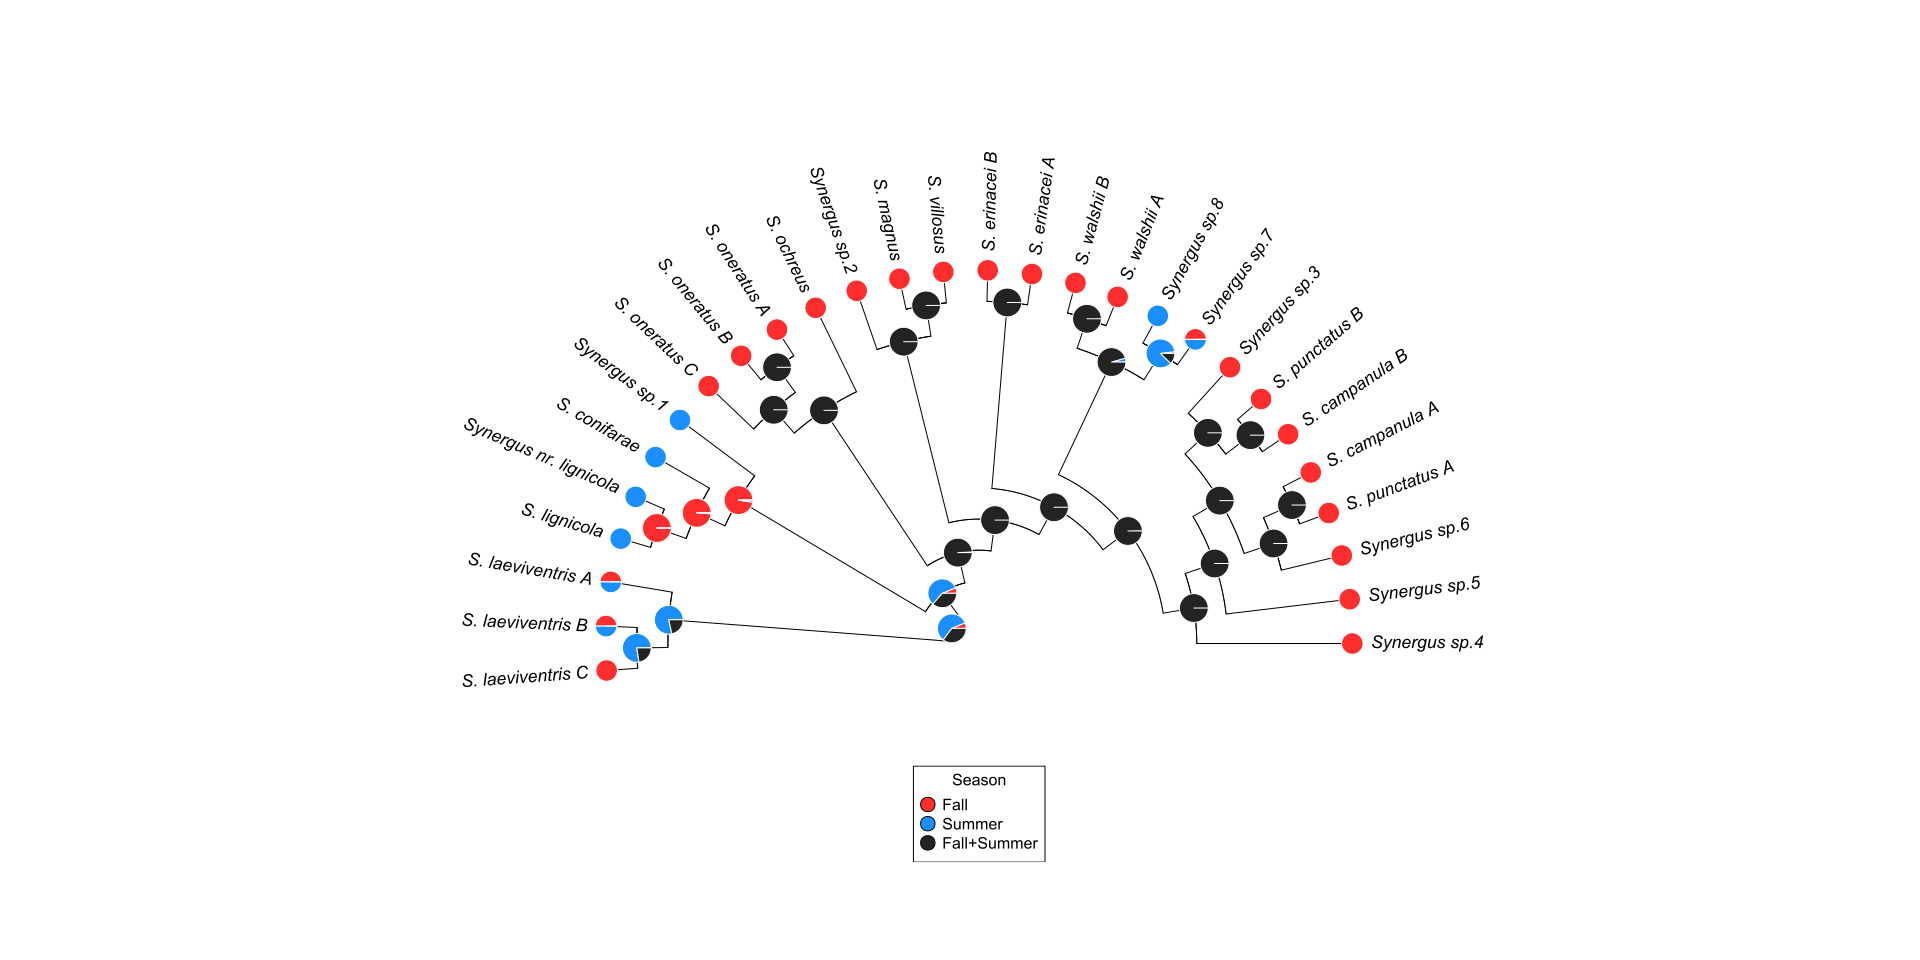 S. laeviventris C
S. laeviventris B
S. laeviventris A
S. lignicola
Synergus nr. lignicola
S. conifarae
Synergus sp.1
S. oneratus C
S. oneratus B
S. oneratus A
S. ochreus
Synergus sp.2
S. magnus
S. villosus
S. erinacei B
S. erinacei A
S. walshii B
S. walshii A
Synergus sp.8
Synergus sp.7
Synergus sp.3
S. punctatus B
S. campanula B
S. campanula A
S. punctatus A
Synergus sp.6
Synergus sp.5
Synergus sp.4
Season
Fall
Summer
Fall+Summer